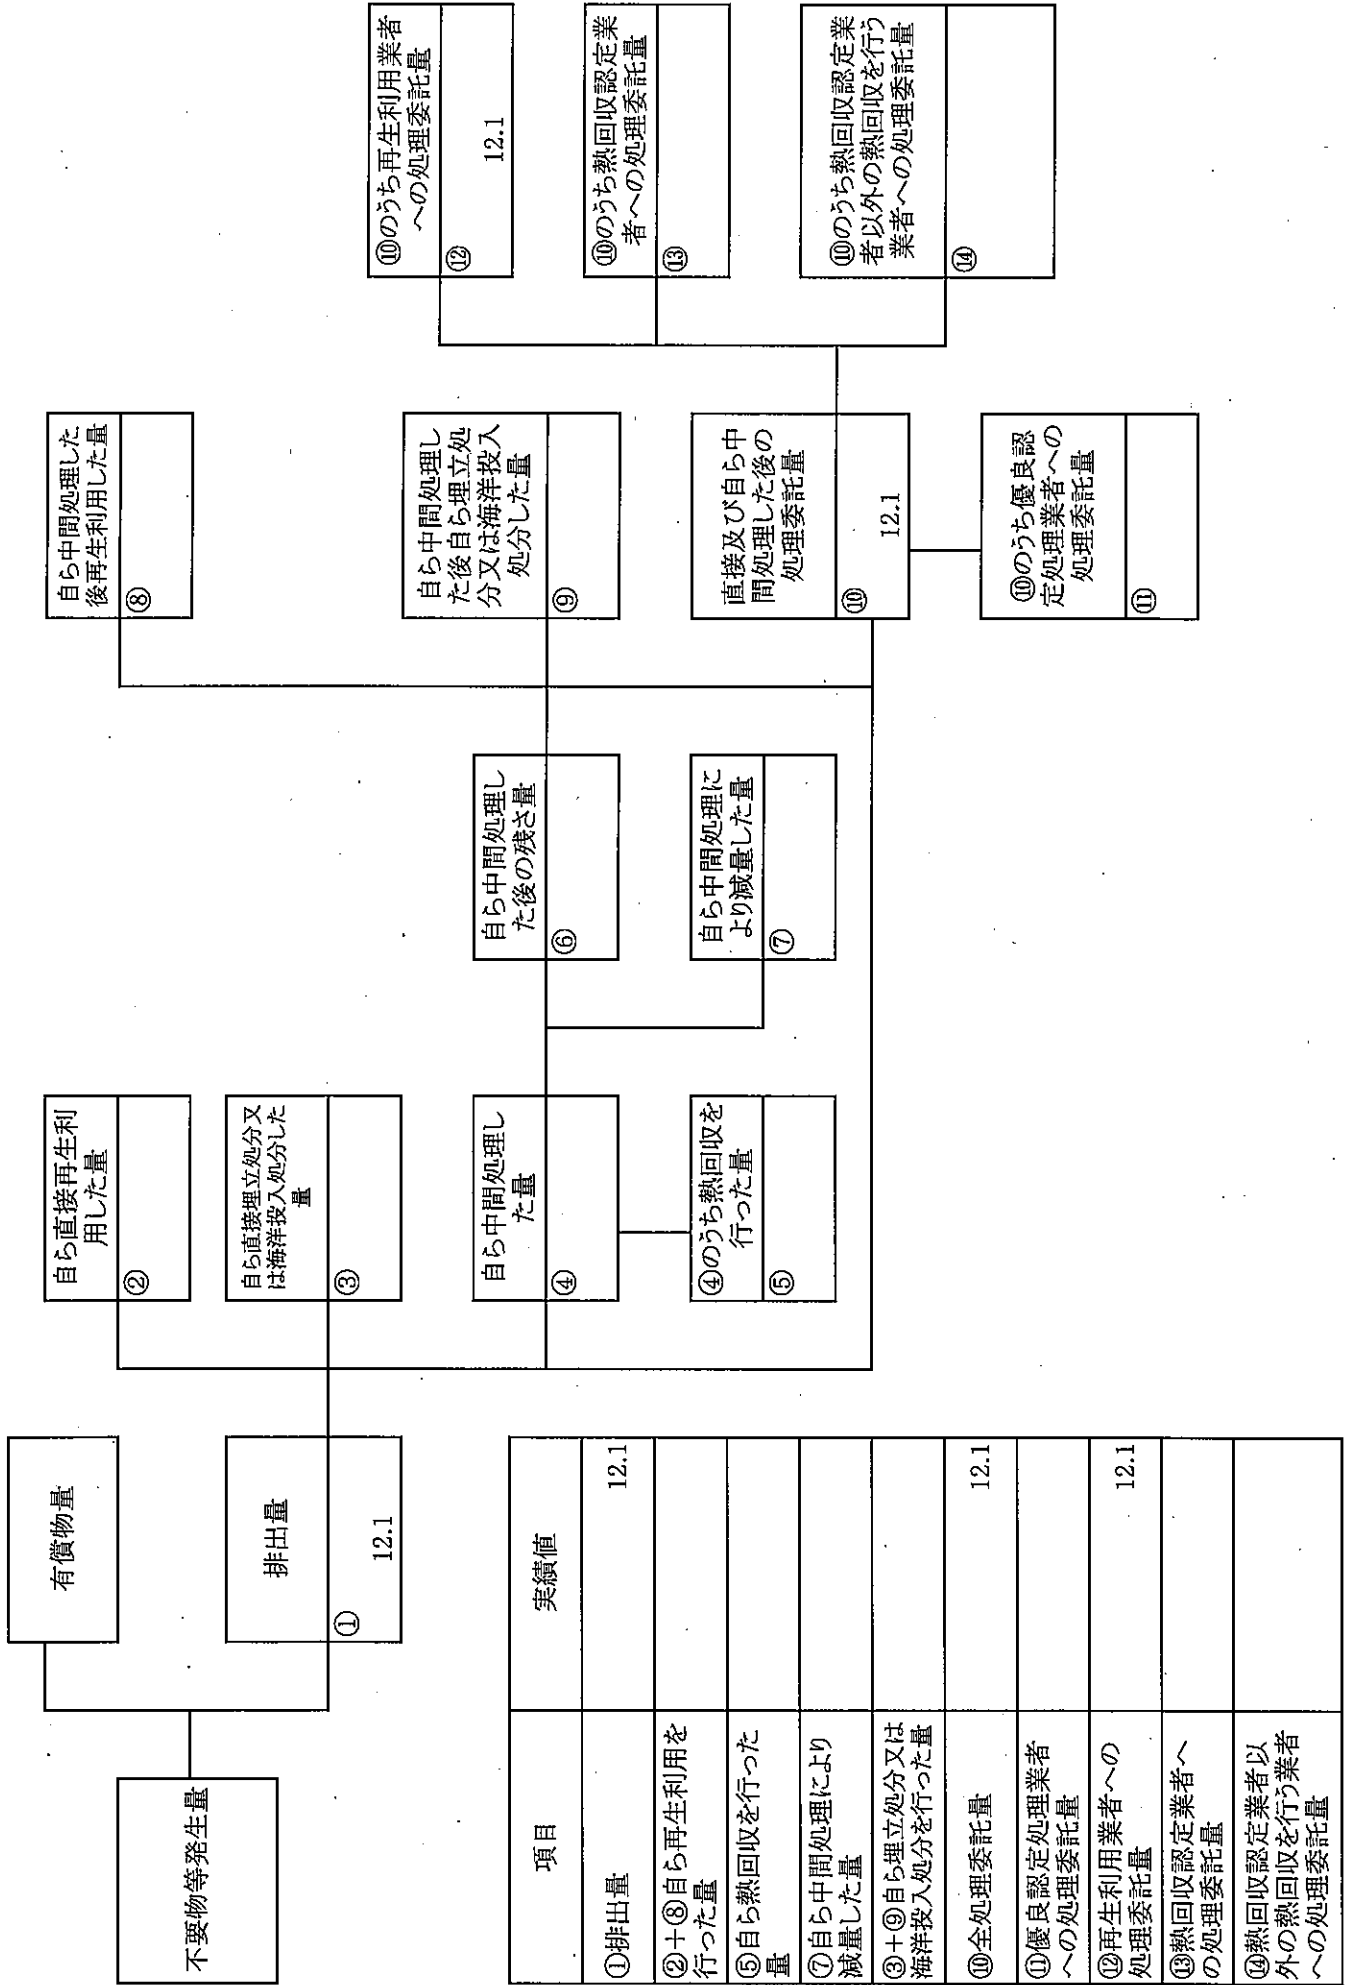 不要物等発生量
有償物量
排出量
①
12.1
自ら直接再生利
用した量
②
自ら直接埋立処分又
は海洋投入処分した
量
③
自ら中間処理し
た量
④
④のうち熱回収を
行った量
⑤
自ら中間処理し
た後の残さ量
⑥
自ら中間処理に
より減量した量
⑦
自ら中間処理した
後再生利用した量
⑧
自ら中間処理し
た後自ら埋立処
分又は海洋投入
処分した量
⑨
直接及び自ら中
間処理した後の
処理委託量
⑩
12.1
⑩のうち優良認
定処理業者への
処理委託量
⑪
⑩のうち再生利用業者
への処理委託量
⑫
12.1
⑩のうち熱回収認定業
者への処理委託量
⑬
⑩のうち熱回収認定業
者以外の熱回収を行う
業者への処理委託量
⑭
項目
実績値
①排出量
12.1
②+⑧自ら再生利用を
行った量
⑤自ら熱回収を行った
量
⑦自ら中間処理により
減量した量
③+⑨自ら埋立処分又は
海洋投入処分を行った量
⑩全処理委託量
12.1
⑪優良認定処理業者
への処理委託量
⑫再生利用業者への
処理委託量
12.1
⑬熱回収認定業者へ
の処理委託量
⑭熱回収認定業者以
外の熱回収を行う業者
への処理委託量